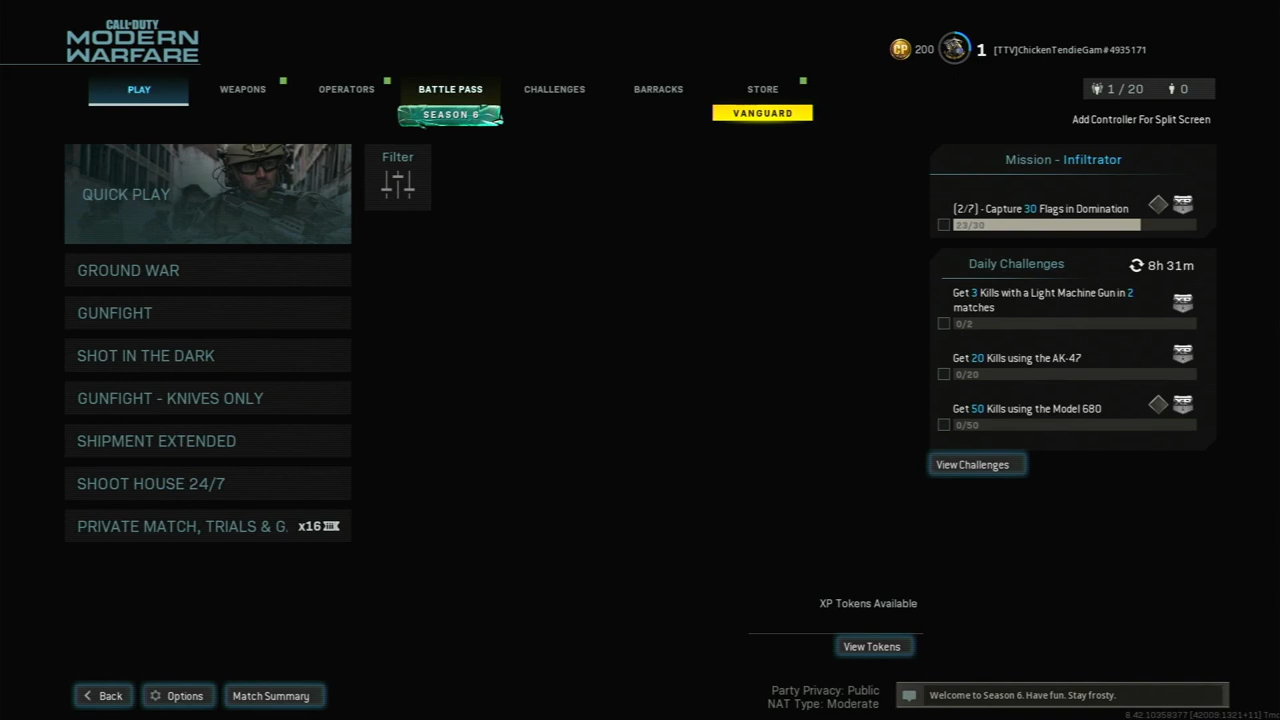 CALL OF DUTY
MODERN
WARFARE
CP 200
1 [TTV]ChickenTendieGam#4935171
PLAY
WEAPONS
OPERATORS
BATTLE PASS
CHALLENGES
BARRACKS
STORE
SEASON 6
VANGUARD
1 / 20
0
Add Controller For Split Screen
QUICK PLAY
Filter
GROUND WAR
GUNFIGHT
SHOT IN THE DARK
GUNFIGHT - KNIVES ONLY
SHIPMENT EXTENDED
SHOOT HOUSE 24/7
PRIVATE MATCH, TRIALS & G. x16
Mission - Infiltrator
[2/7] - Capture 30 Flags in Domination
23/30
Daily Challenges
8h 31m
Get 3 Kills with a Light Machine Gun in 2
matches
XP
0/2
Get 20 Kills using the AK-47
XP
0/20
Get 50 Kills using the Model 680
XP
0/50
View Challenges
XP Tokens Available
View Tokens
Back
Options
Match Summary
Party Privacy: Public
NAT Type: Moderate
Welcome to Season 6. Have fun. Stay frosty.